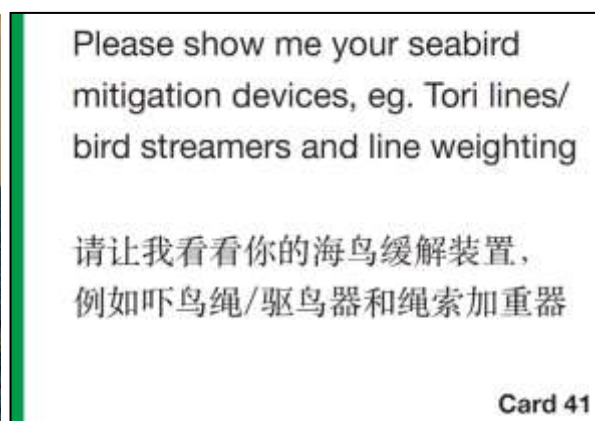 Please show me your seabird
mitigation devices, eg. Tori lines/
bird streamers and line weighting
请让我看看你的海鸟缓解装置，
例如吓鸟绳/驱鸟器和绳索加重器
Card 41